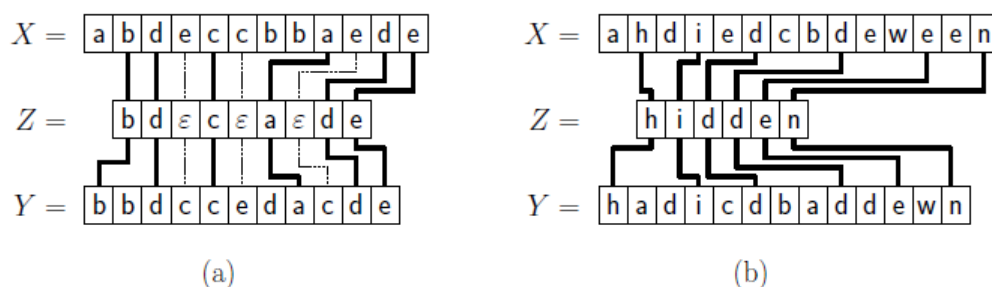 X = a b d e c c b b a e d e
Z = b d ε c ε a ε d e
Y = b b d c c e d a c d e
(a)
X = a h d i e d c b d e w e e n
Z = h i d d e n
Y = h a d i c d b a d d e w n
(b)